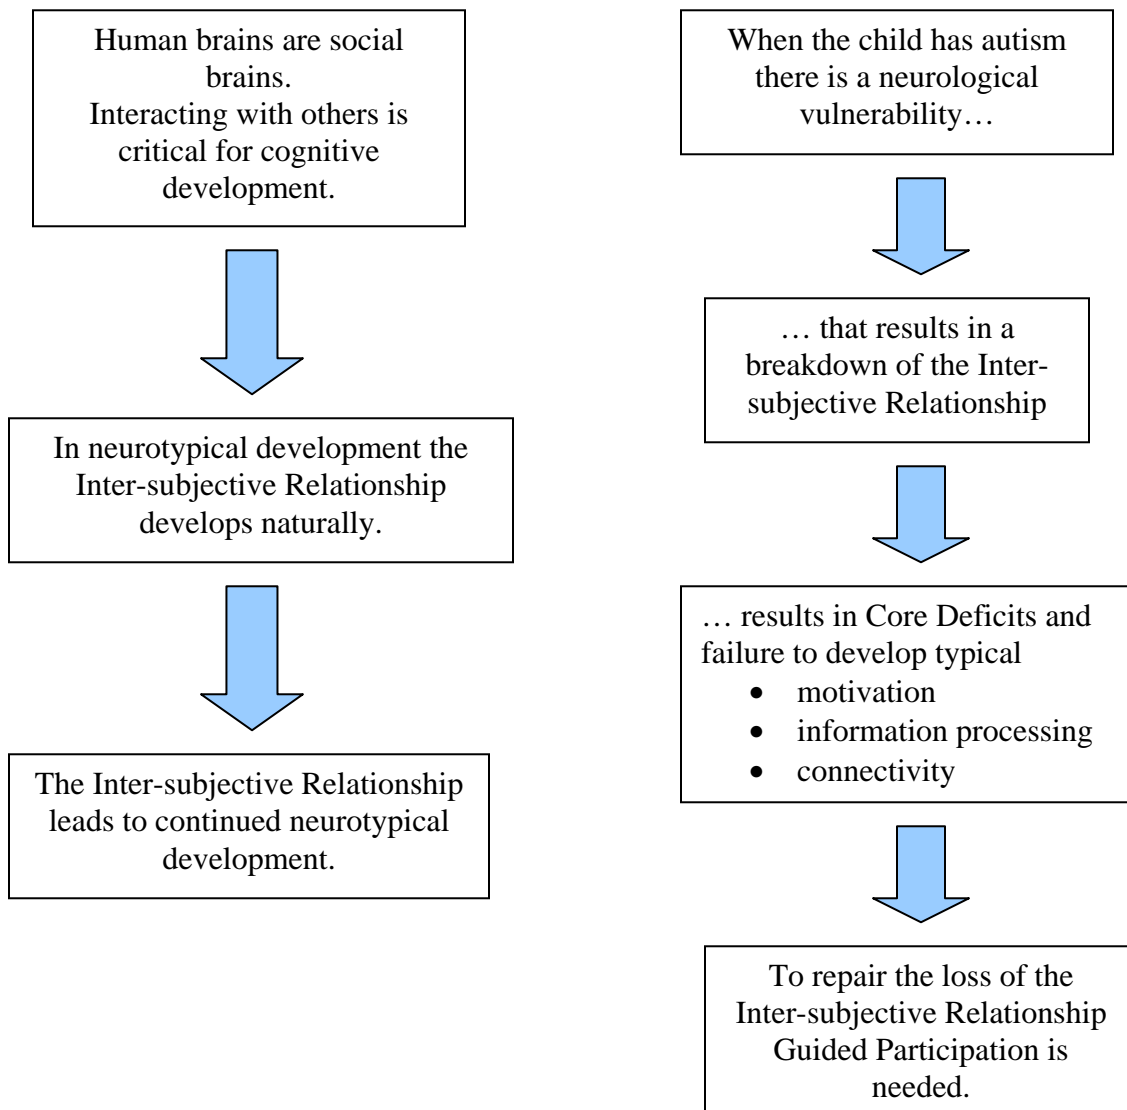 Human brains are social
brains.
Interacting with others is
critical for cognitive
development.
In neurotypical development the
Inter-subjective Relationship
develops naturally.
The Inter-subjective Relationship
leads to continued neurotypical
development.
When the child has autism
there is a neurological
vulnerability…
… that results in a
breakdown of the Inter-
subjective Relationship
… results in Core Deficits and
failure to develop typical
• motivation
• information processing
• connectivity
To repair the loss of the
Inter-subjective Relationship
Guided Participation is
needed.